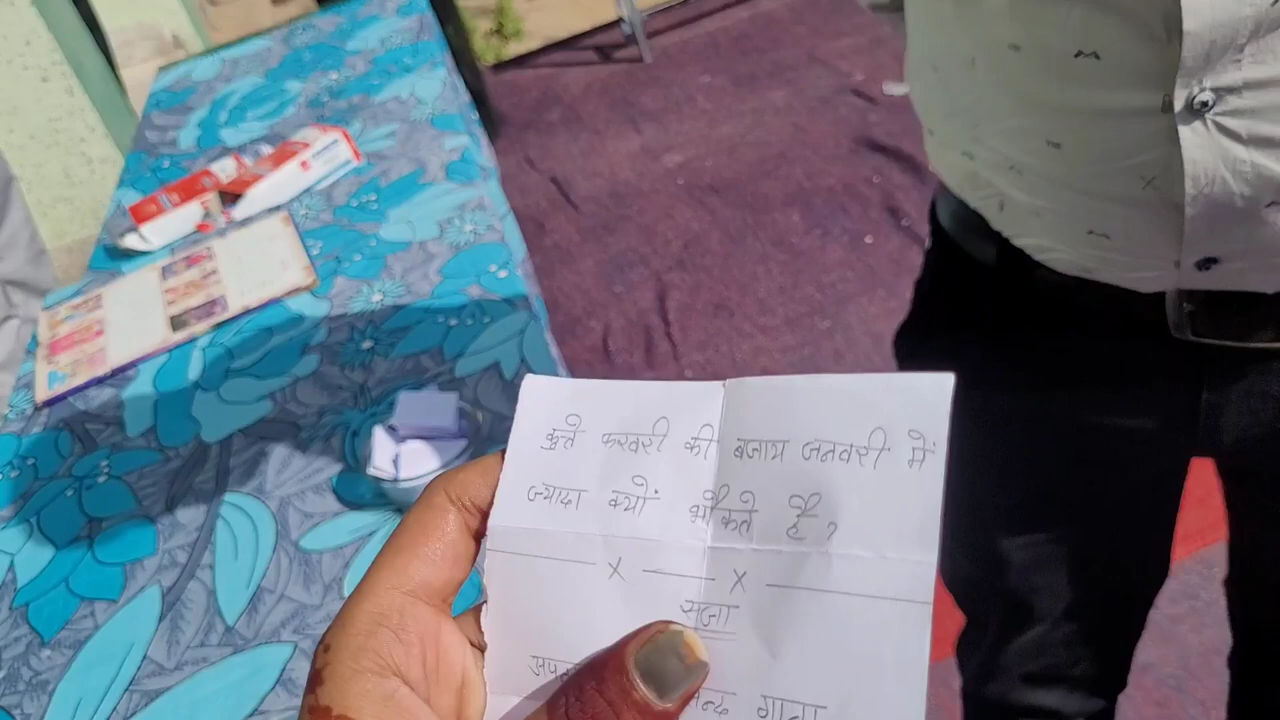 कुत्ते फरवरी की बजाय जनवरी में
ज्यादा क्यों भौंकते है?
x x
सजा
गाना